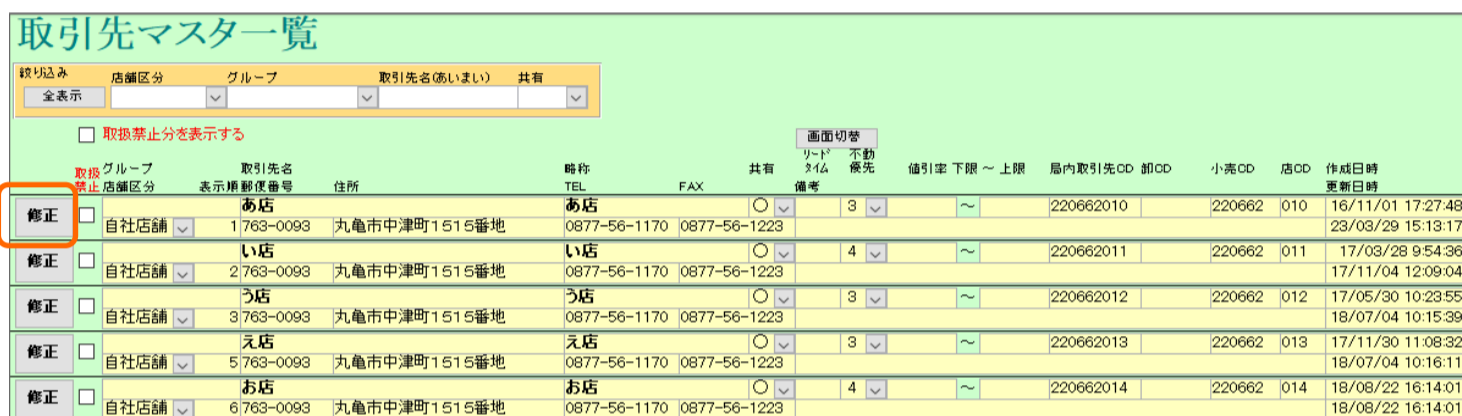 取引先マスタ一覧
絞り込み 店舗区分 グループ 取引先名(あいまい) 共有
全表示
取扱禁止分を表示する 画面切替
取扱 グループ 取引先名 略称 共有 リードタイム 不動優先 値引率 下限 ～ 上限 局内取引先CD 卸CD 小売CD 店CD 作成日時
禁止 店舗区分 表示順 郵便番号 住所 TEL FAX 備考 更新日時
修正 あ店 あ店 〇 3 ～ 220662010 220662 010 16/11/01 17:27:48
自社店舗 1 763-0093 丸亀市中津町1515番地 0877-56-1170 0877-56-1223 23/03/29 15:13:17
修正 い店 い店 〇 4 ～ 220662011 220662 011 17/03/28 9:54:36
自社店舗 2 763-0093 丸亀市中津町1515番地 0877-56-1170 0877-56-1223 17/11/04 12:09:04
修正 う店 う店 〇 3 ～ 220662012 220662 012 17/05/30 10:23:55
自社店舗 3 763-0093 丸亀市中津町1515番地 0877-56-1170 0877-56-1223 18/07/04 10:15:39
修正 え店 え店 〇 3 ～ 220662013 220662 013 17/11/30 11:08:32
自社店舗 5 763-0093 丸亀市中津町1515番地 0877-56-1170 0877-56-1223 18/07/04 10:16:11
修正 お店 お店 〇 4 ～ 220662014 220662 014 18/08/22 16:14:01
自社店舗 6 763-0093 丸亀市中津町1515番地 0877-56-1170 0877-56-1223 18/08/22 16:14:01